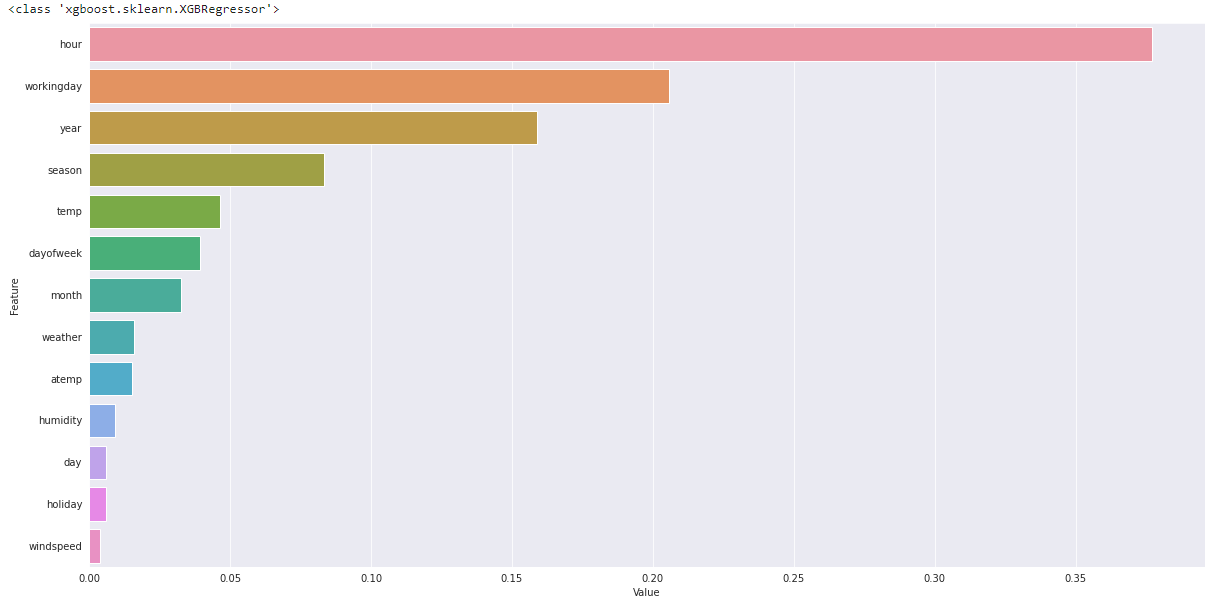 <class 'xgboost.sklearn.XGBRegressor'>
hour
workingday
year
season
temp
dayofweek
month
weather
atemp
humidity
day
holiday
windspeed
Feature
0.00 0.05 0.10 0.15 0.20 0.25 0.30 0.35
Value